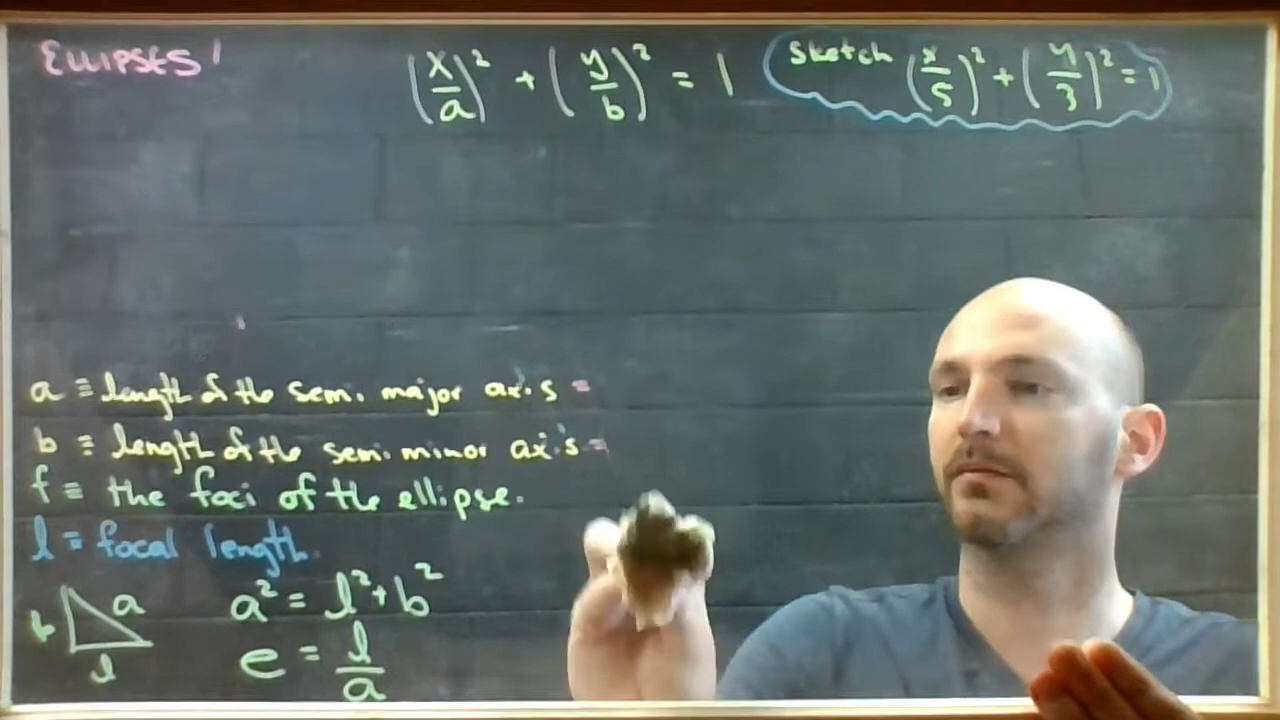 ELLIPSES!
(x/a)² + (y/b)² = 1
Sketch (x/5)² + (y/3)² = 1
a ≡ length of the semi major axis =
b ≡ length of the semi minor axis =
f ≡ the foci of the ellipse.
l ≡ focal length.
b a l
a² = l² + b²
e = l/a